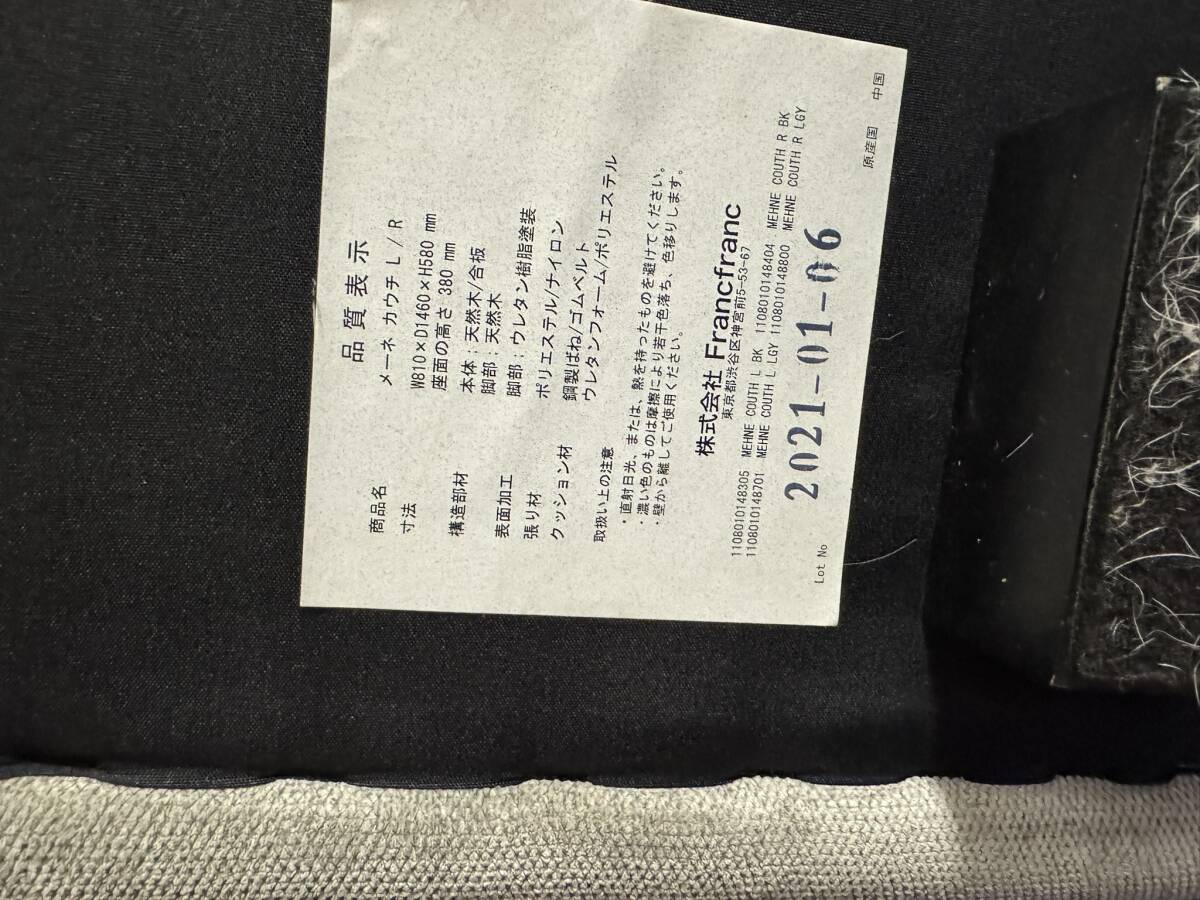 品質表示
商品名 メーネ カウチ L / R
寸法 W810×D1460×H580 mm
座面の高さ 380 mm
構造部材 本体；天然木/合板
脚部；天然木
表面加工 脚部；ウレタン樹脂塗装
張り材 ポリエステル/ナイロン
クッション材 鋼製ばね/ゴムベルト
ウレタンフォーム/ポリエステル
取扱い上の注意
・直射日光、または、熱を持ったものを避けてください。
・濃い色のものは摩擦により若干色落ち、色移りします。
・壁から離してご使用ください。
株式会社 Francfranc
東京都渋谷区神宮前5-53-67
1108010148305 MEHNE COUTH L BK 1108010148404 MEHNE COUTH R BK
1108010148701 MEHNE COUTH L LGY 1108010148800 MEHNE COUTH R LGY
Lot No 2021-01-06
原産国 中国